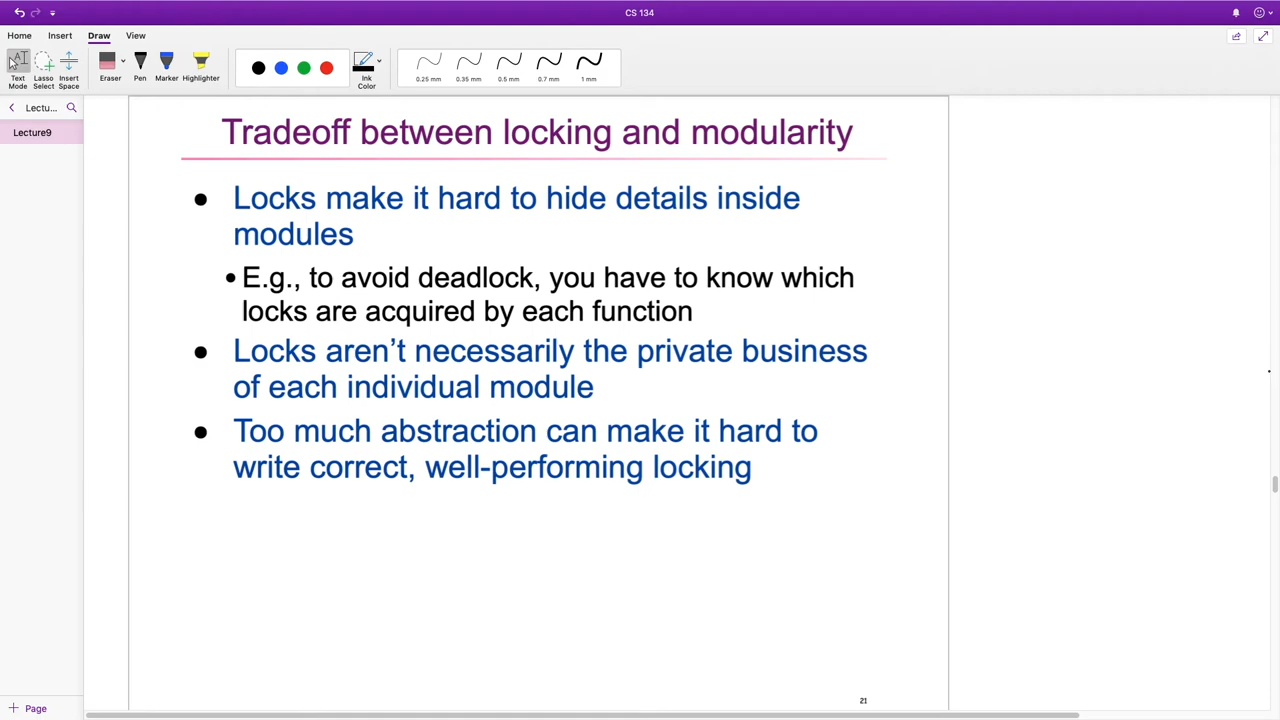 CS 134
Home Insert Draw View
Text Mode
Lasso Select
Insert Space
Eraser
Pen
Marker
Highlighter
Ink Color
0.25 mm
0.35 mm
0.5 mm
0.7 mm
1 mm
Lectu...
Lecture9
Tradeoff between locking and modularity
● Locks make it hard to hide details inside
modules
• E.g., to avoid deadlock, you have to know which
locks are acquired by each function
● Locks aren’t necessarily the private business
of each individual module
● Too much abstraction can make it hard to
write correct, well-performing locking
21
+ Page